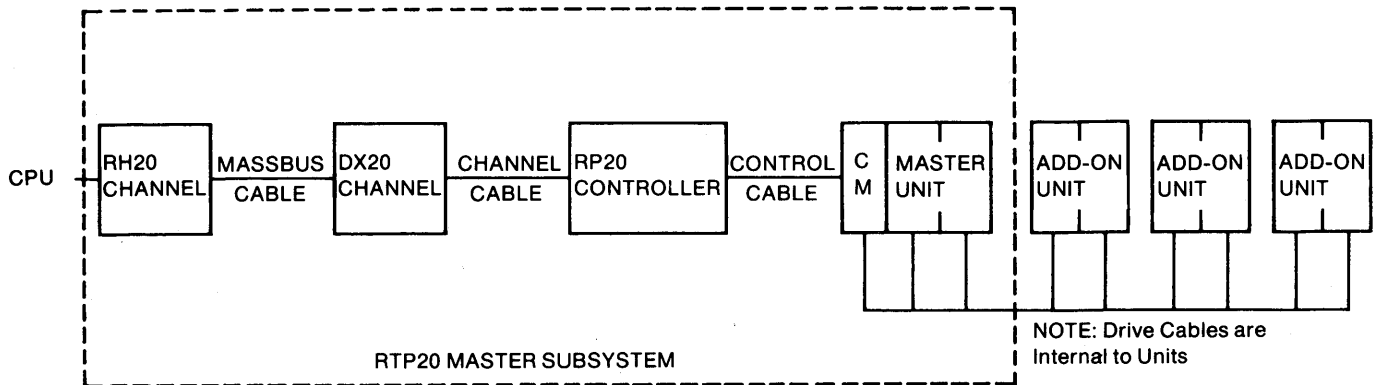 CPU
RH20
CHANNEL
MASSBUS
CABLE
DX20
CHANNEL
CHANNEL
CABLE
RP20
CONTROLLER
CONTROL
CABLE
C
M
MASTER
UNIT
ADD-ON
UNIT
ADD-ON
UNIT
ADD-ON
UNIT
NOTE: Drive Cables are
Internal to Units
RTP20 MASTER SUBSYSTEM